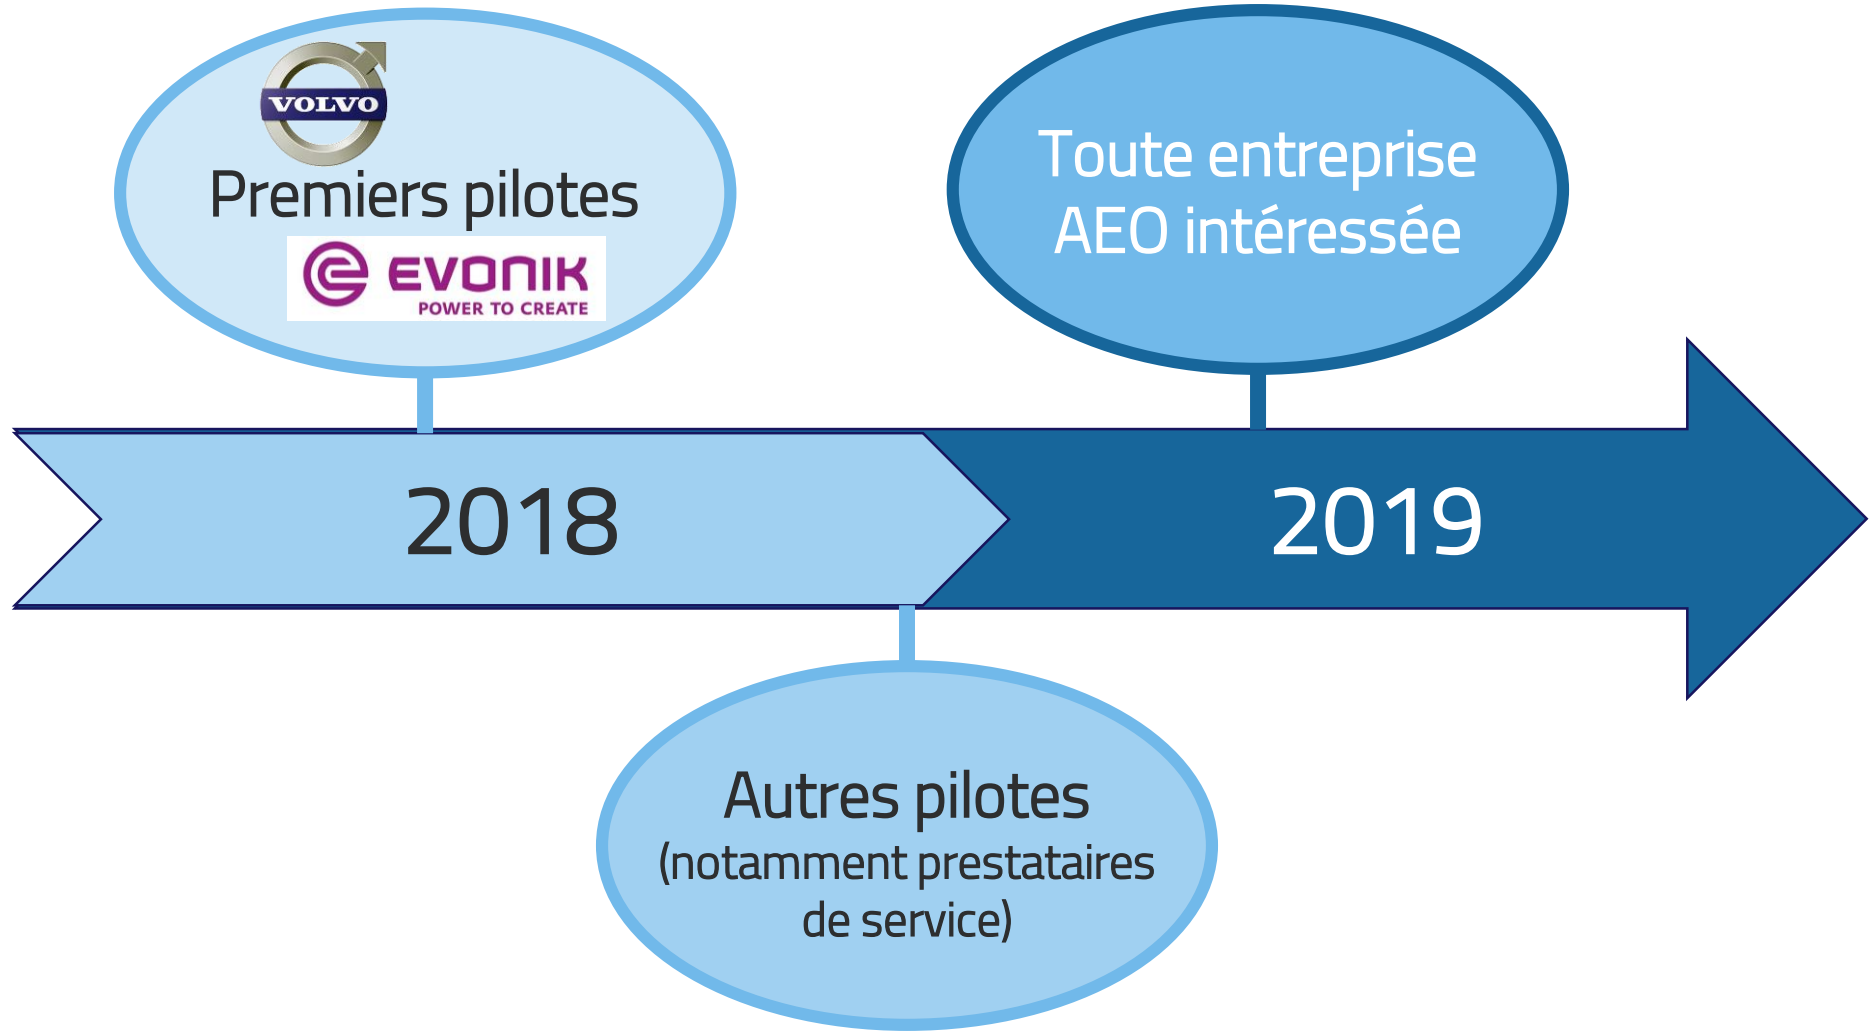 VOLVO
Premiers pilotes
EVONIK
POWER TO CREATE
Toute entreprise
AEO intéressée
2018
2019
Autres pilotes
(notamment prestataires
de service)